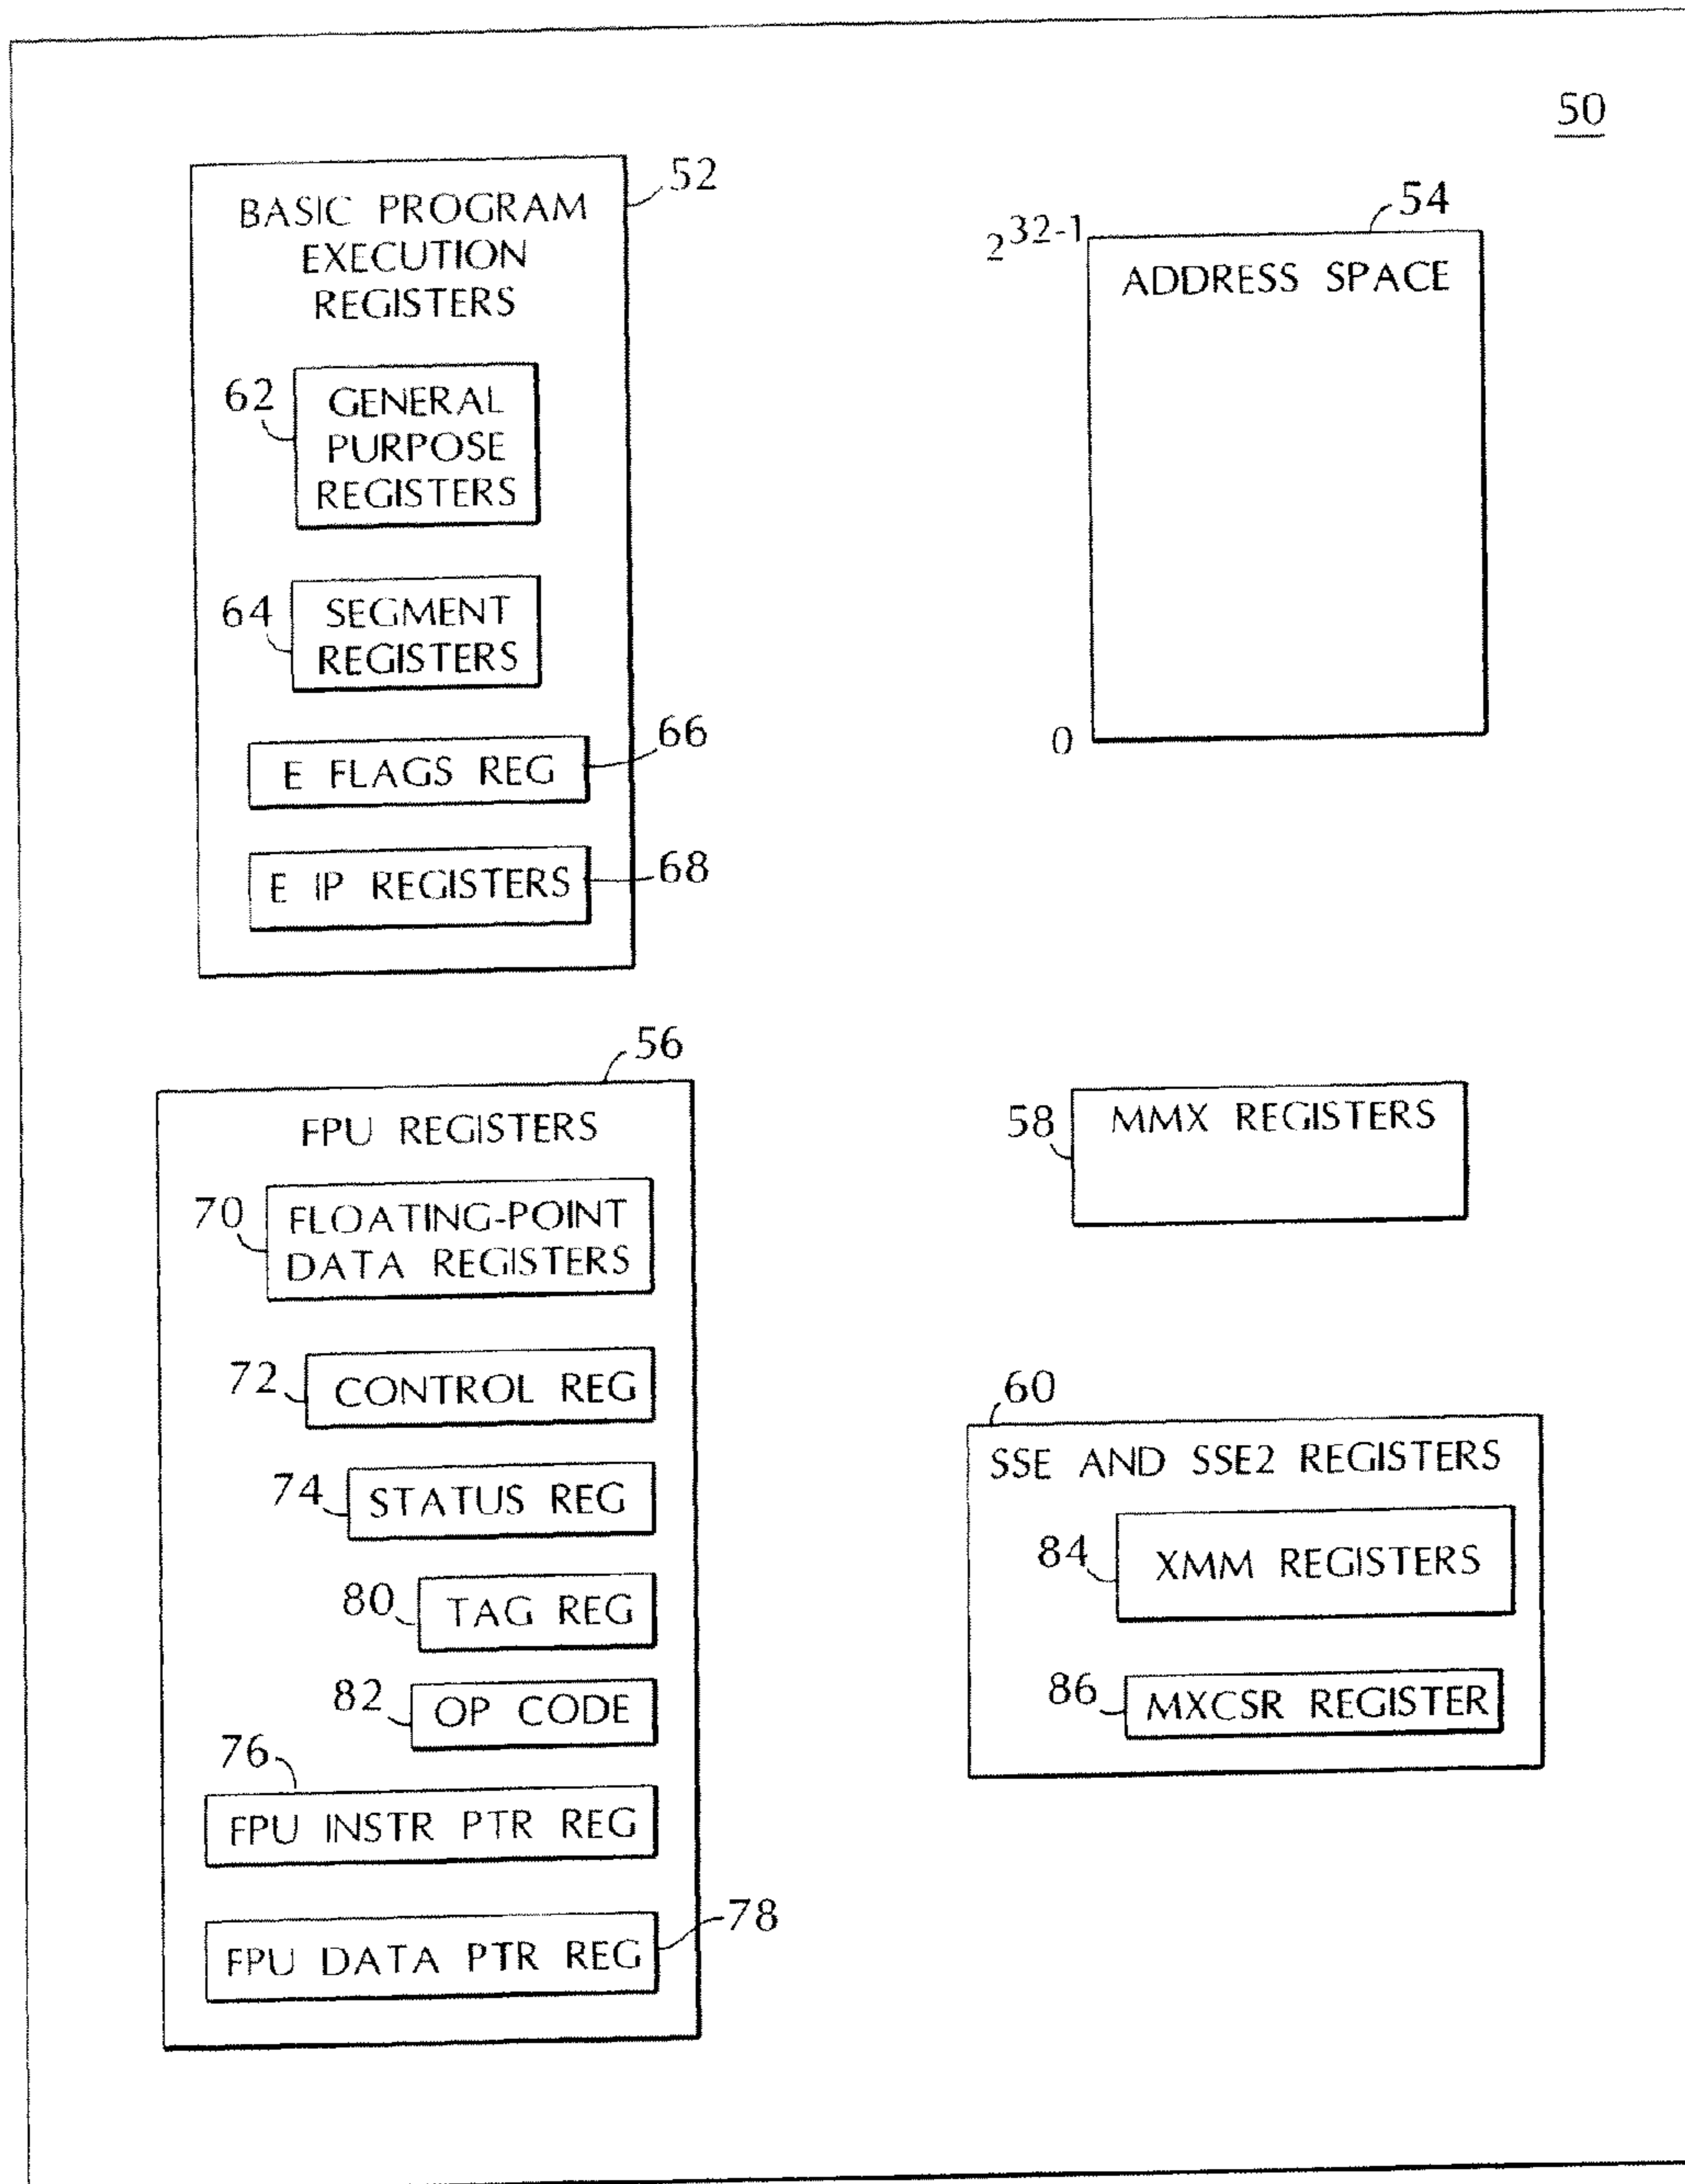 50
52
BASIC PROGRAM
EXECUTION
REGISTERS
62
GENERAL
PURPOSE
REGISTERS
64
SEGMENT
REGISTERS
E FLAGS REG
66
E IP REGISTERS
68
54
2^32-1
ADDRESS SPACE
0
56
FPU REGISTERS
70
FLOATING-POINT
DATA REGISTERS
72
CONTROL REG
74
STATUS REG
80
TAG REG
82
OP CODE
76
FPU INSTR PTR REG
78
FPU DATA PTR REG
58
MMX REGISTERS
60
SSE AND SSE2 REGISTERS
84
XMM REGISTERS
86
MXCSR REGISTER